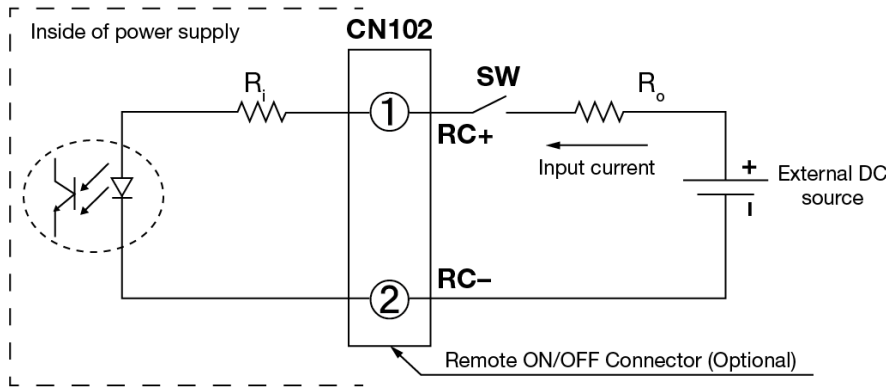 Inside of power supply
CN102
Ri
1
SW
Ro
RC+
Input current
+
External DC
source
-
2
RC−
Remote ON/OFF Connector (Optional)